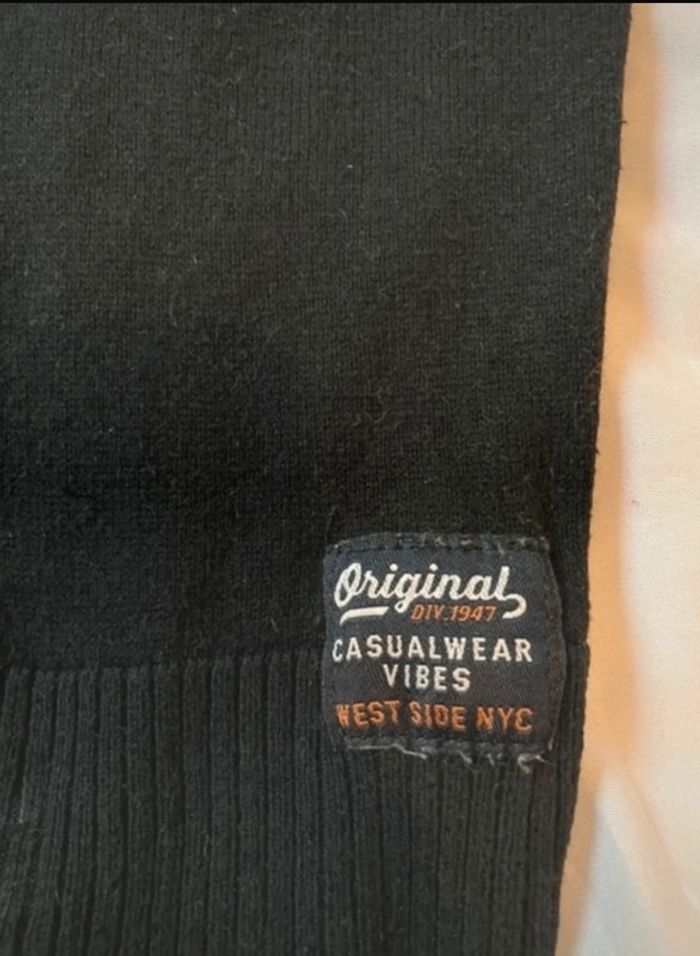 Original
DIV.1947
CASUALWEAR
VIBES
WEST SIDE NYC